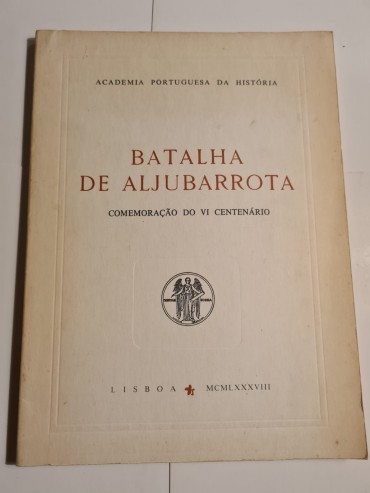 ACADEMIA PORTUGUESA DA HISTÓRIA
BATALHA
DE ALJUBARROTA
COMEMORAÇÃO DO VI CENTENÁRIO
LISBOA MCMLXXXVIII